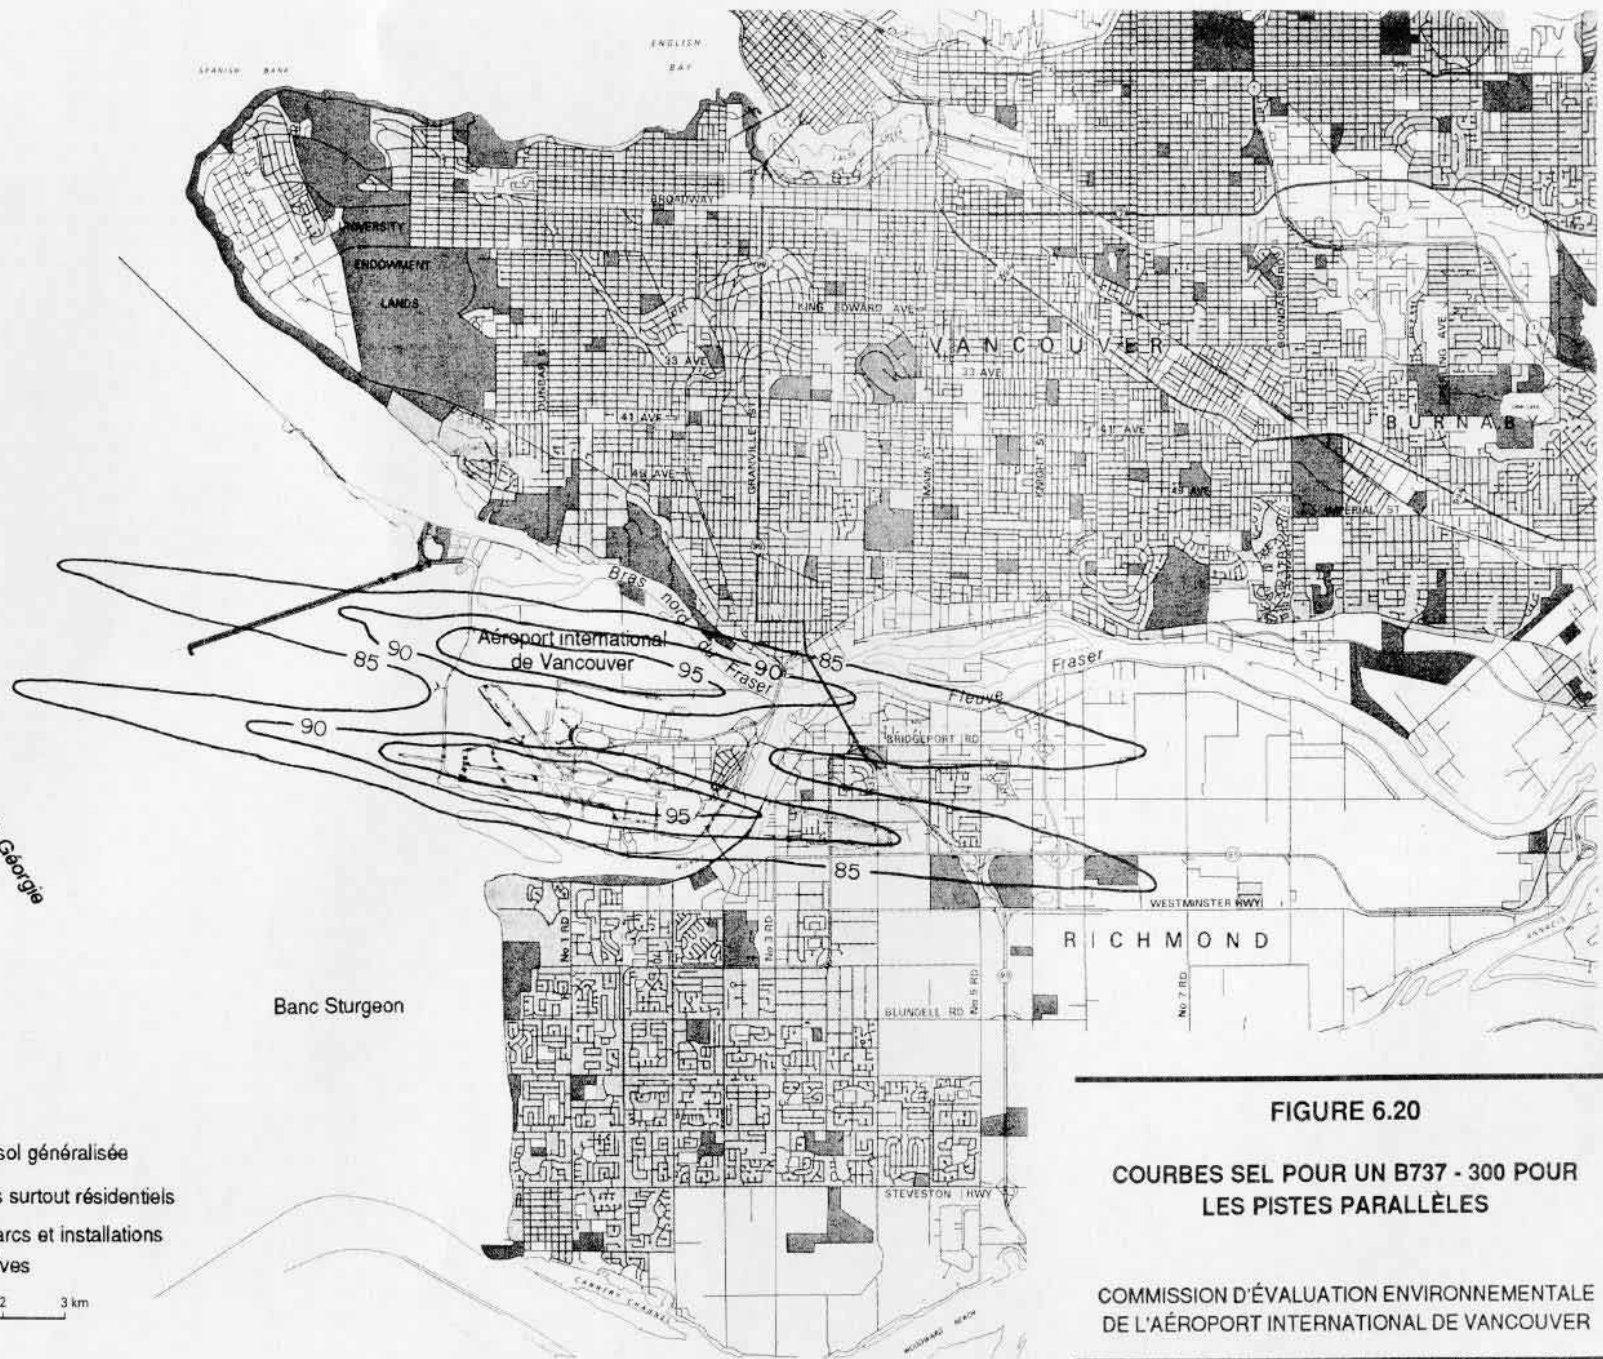 ENGLISH
BAY
SPANISH BANK
BROADWAY
UNIVERSITY
ENDOWMENT
LANDS
KING EDWARD AVE
VANCOUVER
33 AVE
33 AVE
DUNBAR ST
GRANVILLE ST
MAIN ST
KNIGHT ST
41 AVE
41 AVE
BURNABY
49 AVE
49 AVE
IMPERIAL ST
Bras nord du Fraser
Aéroport international
de Vancouver
Fleuve Fraser
85
90
95
90
85
90
95
85
BRIDGEPORT RD
Géorgie
WESTMINSTER HWY
RICHMOND
ANNACIS
No 1 RD
No 3 RD
No 5 RD
No 7 RD
Banc Sturgeon
BLUNDELL RD
STEVESTON HWY
CANNERY CHANNEL
WOODWARD REACH
sol généralisée
s surtout résidentiels
arcs et installations
ves
2 3 km
FIGURE 6.20
COURBES SEL POUR UN B737 - 300 POUR
LES PISTES PARALLÈLES
COMMISSION D'ÉVALUATION ENVIRONNEMENTALE
DE L'AÉROPORT INTERNATIONAL DE VANCOUVER